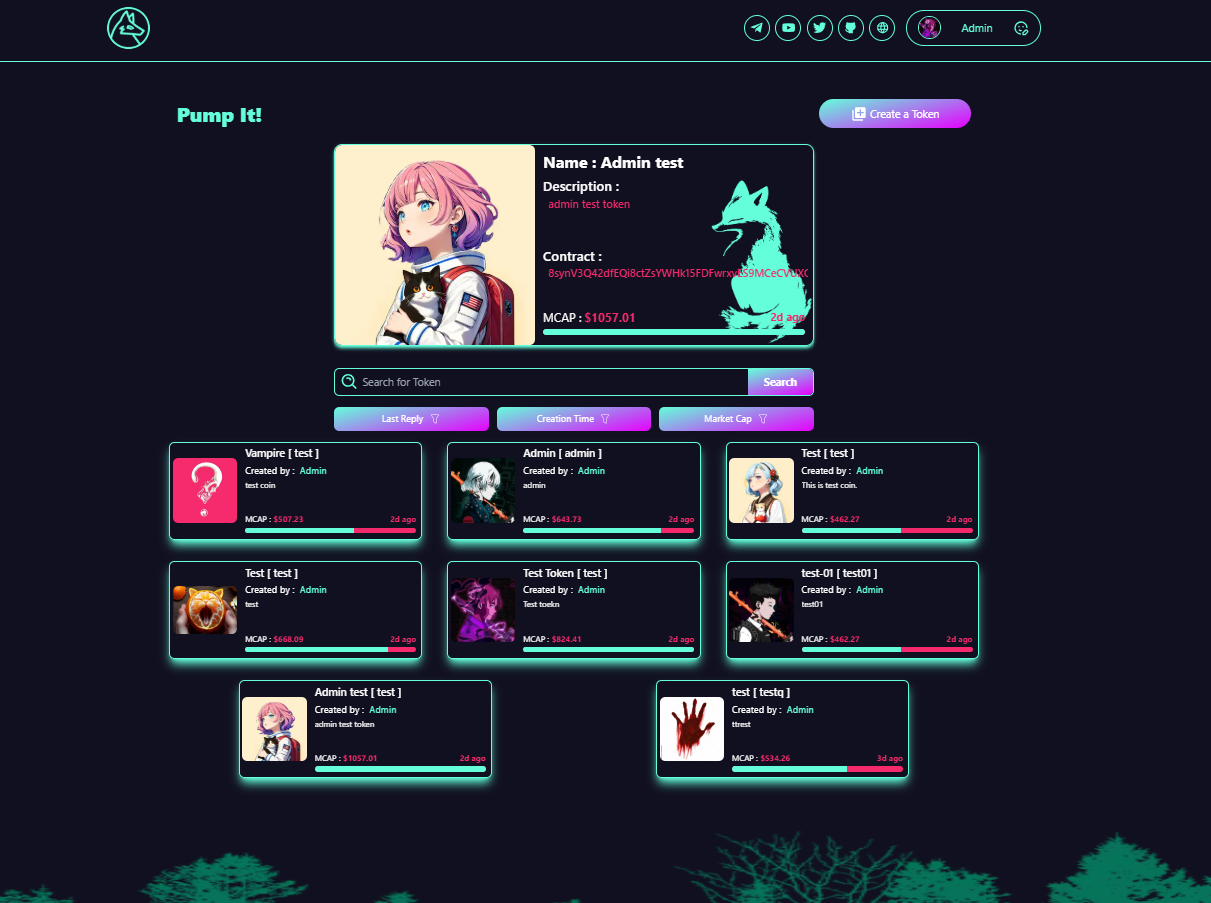 Admin
Pump It!
Create a Token
Name : Admin test
Description :
admin test token
Contract :
8synV3Q42dfEQi8ctZsYWHk15FDFwrxv
MCAP : $1057.01
2d ago
Search for Token
Search
Last Reply
Creation Time
Market Cap
Vampire [ test ]
Created by : Admin
test coin
MCAP : $507.23
2d ago
Admin [ admin ]
Created by : Admin
admin
MCAP : $643.73
2d ago
Test [ test ]
Created by : Admin
This is test coin.
MCAP : $462.27
2d ago
Test [ test ]
Created by : Admin
test
MCAP : $668.09
2d ago
Test Token [ test ]
Created by : Admin
Test toekn
MCAP : $824.41
2d ago
test-01 [ test01 ]
Created by : Admin
test01
MCAP : $462.27
2d ago
Admin test [ test ]
Created by : Admin
admin test token
MCAP : $1057.01
2d ago
test [ testq ]
Created by : Admin
ttrest
MCAP : $534.26
3d ago